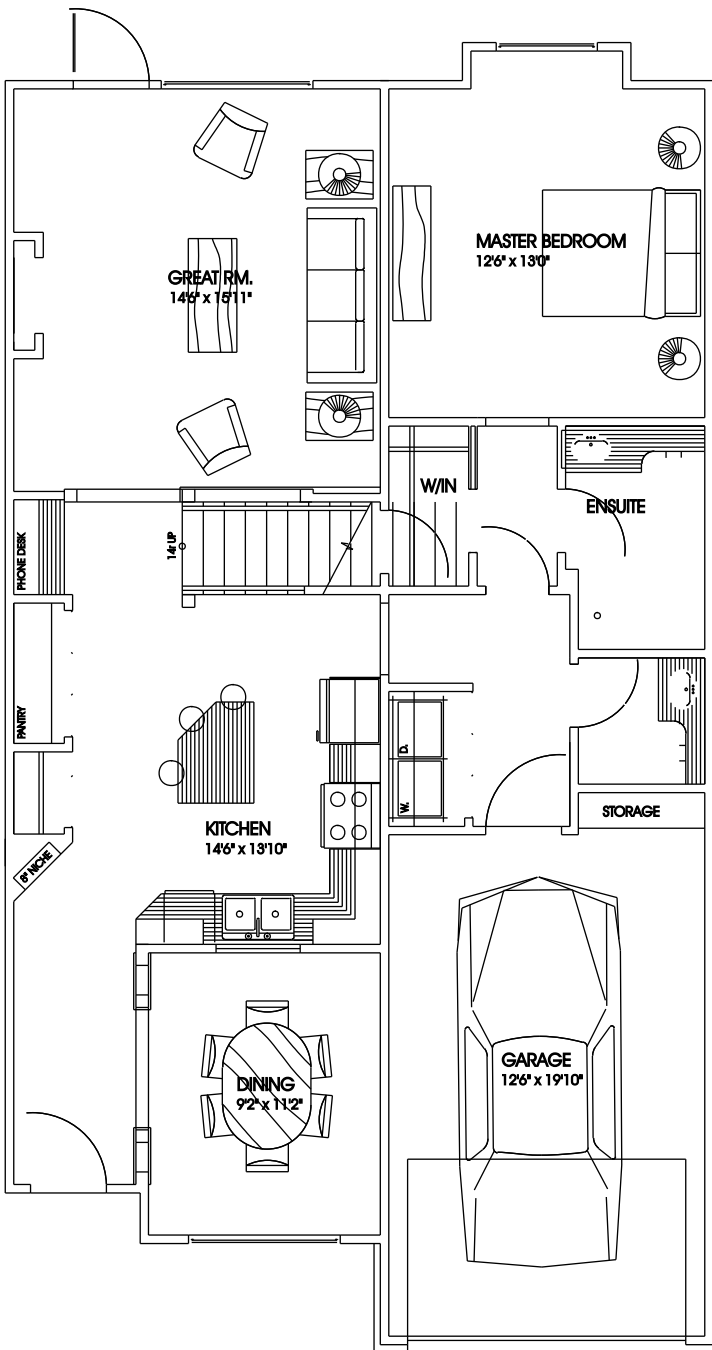 MASTER BEDROOM
12'6" x 13'0"
GREAT RM.
14'6" x 15'11"
W/IN
ENSUITE
PHONE DESK
14r UP
PANTRY
D.
W.
STORAGE
KITCHEN
14'6" x 13'10"
8" NICHE
GARAGE
12'6" x 19'10"
DINING
9'2" x 11'2"